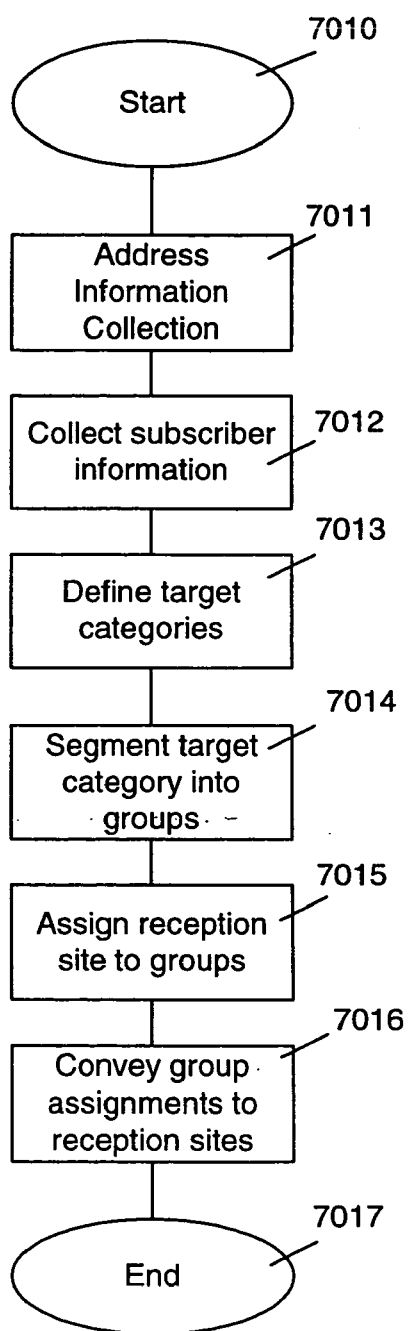 7010
Start
7011
Address
Information
Collection
7012
Collect subscriber
information
7013
Define target
categories
7014
Segment target
category into
groups
7015
Assign reception
site to groups
7016
Convey group
assignments to
reception sites
7017
End